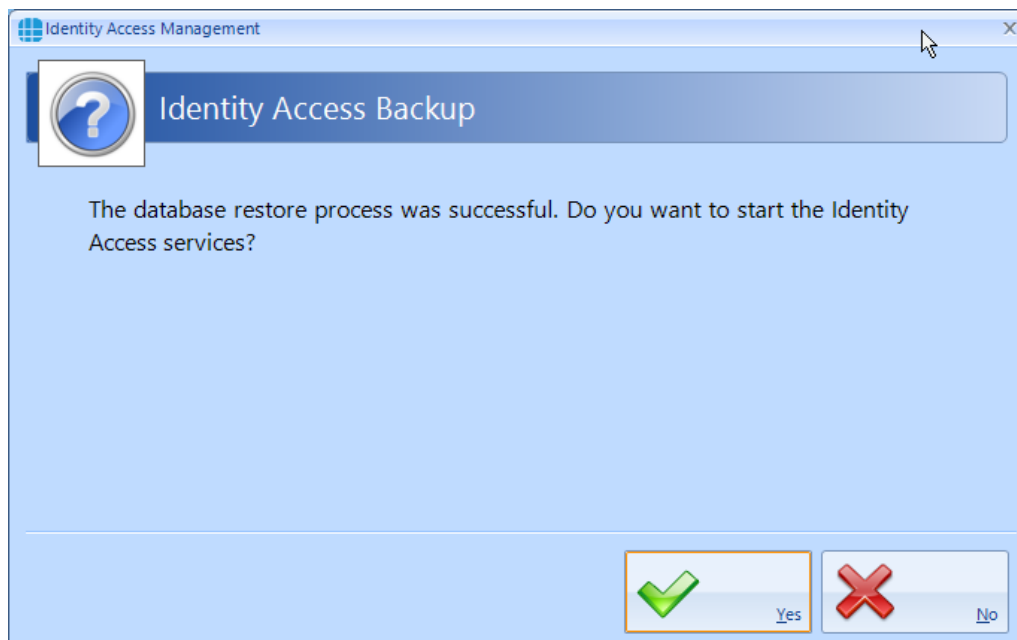 Identity Access Management
Identity Access Backup
The database restore process was successful. Do you want to start the Identity
Access services?
Yes
No